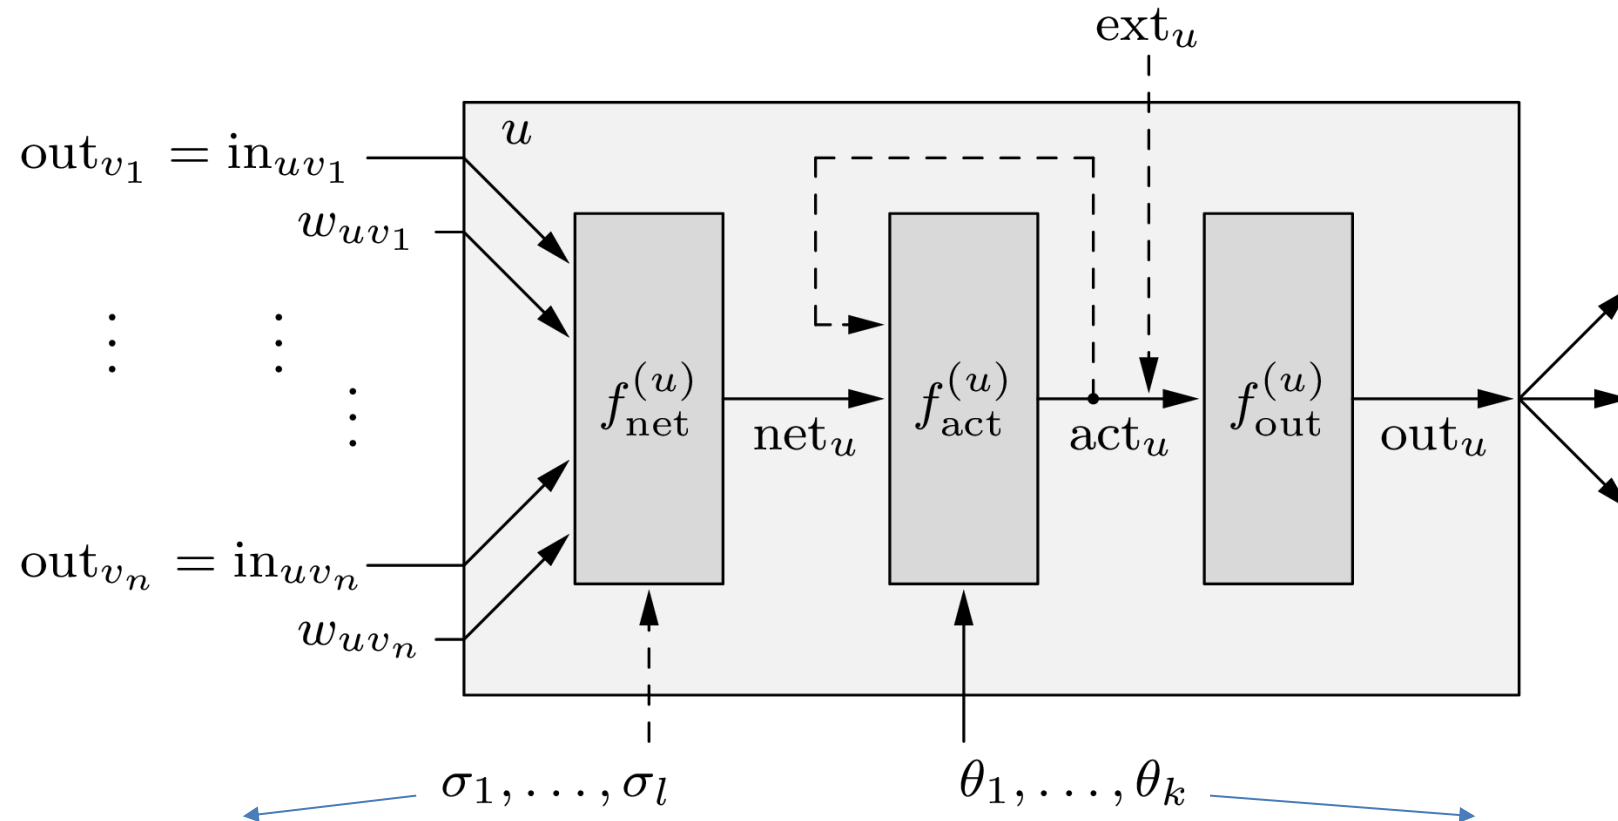 ext_u
u
out_{v_1} = in_{uv_1}
w_{uv_1}
f_{net}^{(u)}
net_u
f_{act}^{(u)}
act_u
f_{out}^{(u)}
out_u
out_{v_n} = in_{uv_n}
w_{uv_n}
σ_1, ..., σ_l
θ_1, ..., θ_k